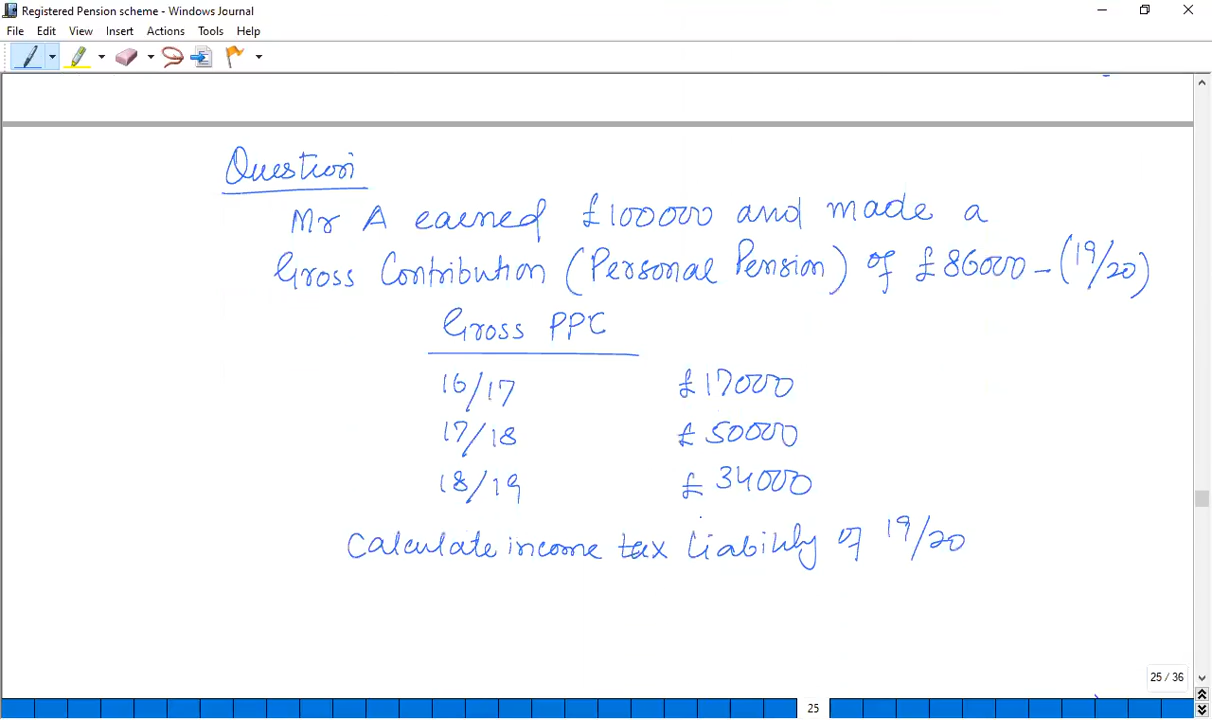 Registered Pension scheme - Windows Journal
File Edit View Insert Actions Tools Help
Question
Mr A earned £100000 and made a
Gross Contribution (Personal Pension) of £86000 - (19/20)
Gross PPC
16/17 £17000
17/18 £50000
18/19 £34000
Calculate income tax liability of 19/20
25 / 36
25